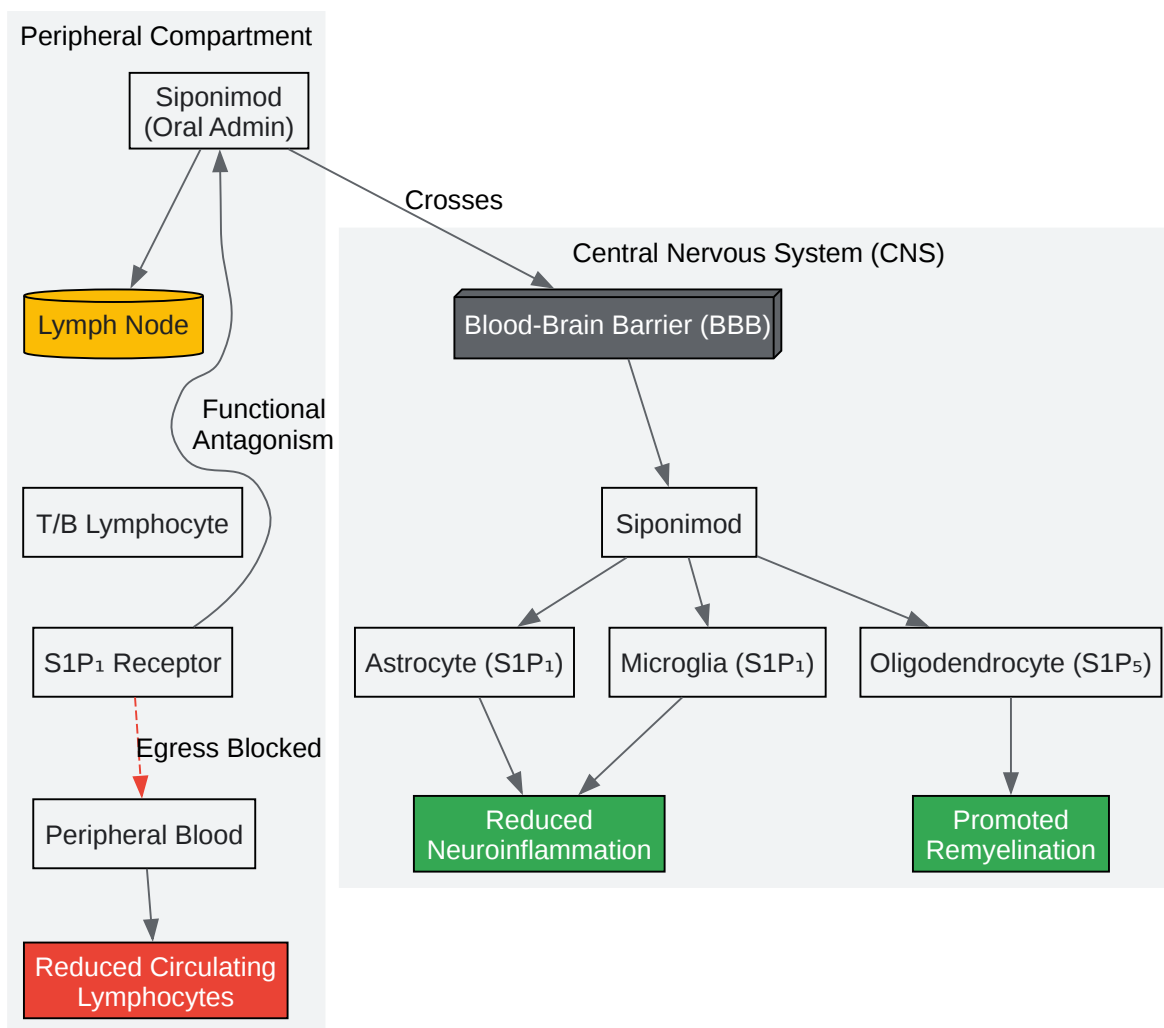 Peripheral Compartment
Siponimod
(Oral Admin)
Crosses
Central Nervous System (CNS)
Lymph Node
Blood-Brain Barrier (BBB)
Functional
Antagonism
T/B Lymphocyte
Siponimod
S1P₁ Receptor
Astrocyte (S1P₁)
Microglia (S1P₁)
Oligodendrocyte (S1P₅)
Egress Blocked
Peripheral Blood
Reduced
Neuroinflammation
Promoted
Remyelination
Reduced Circulating
Lymphocytes